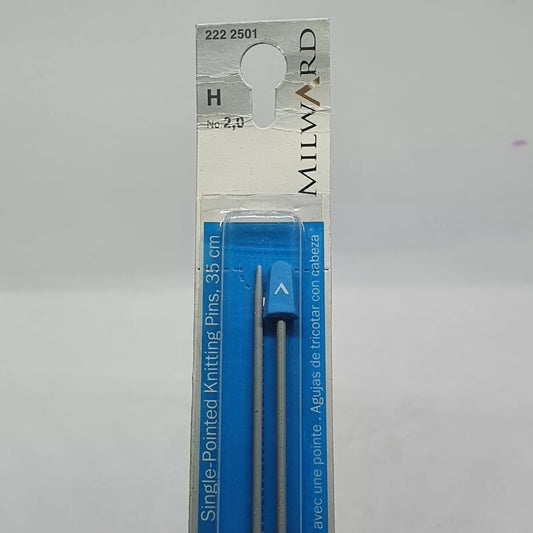 222 2501
H
No. 2,0
MILWARD
Single-Pointed Knitting Pins, 35 cm
avec une pointe . Agujas de tricotar con cabeza